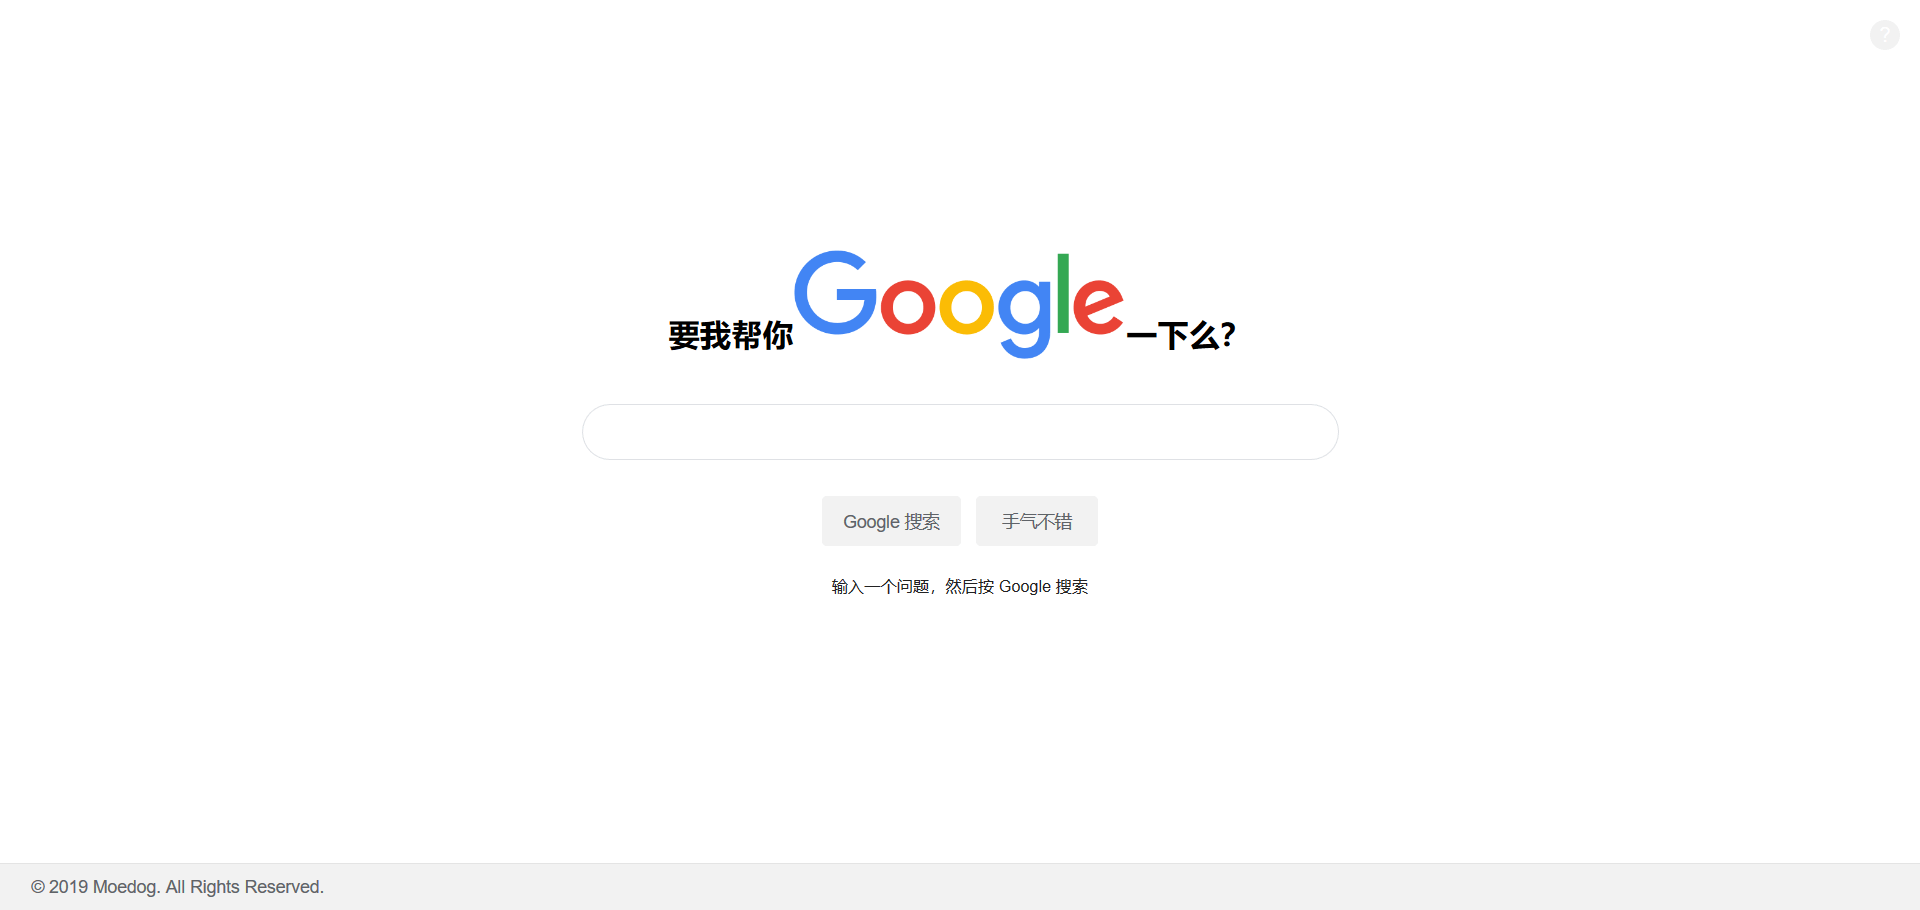 ?
要我帮你Google一下么?
Google 搜索 手气不错
输入一个问题，然后按 Google 搜索
© 2019 Moedog. All Rights Reserved.